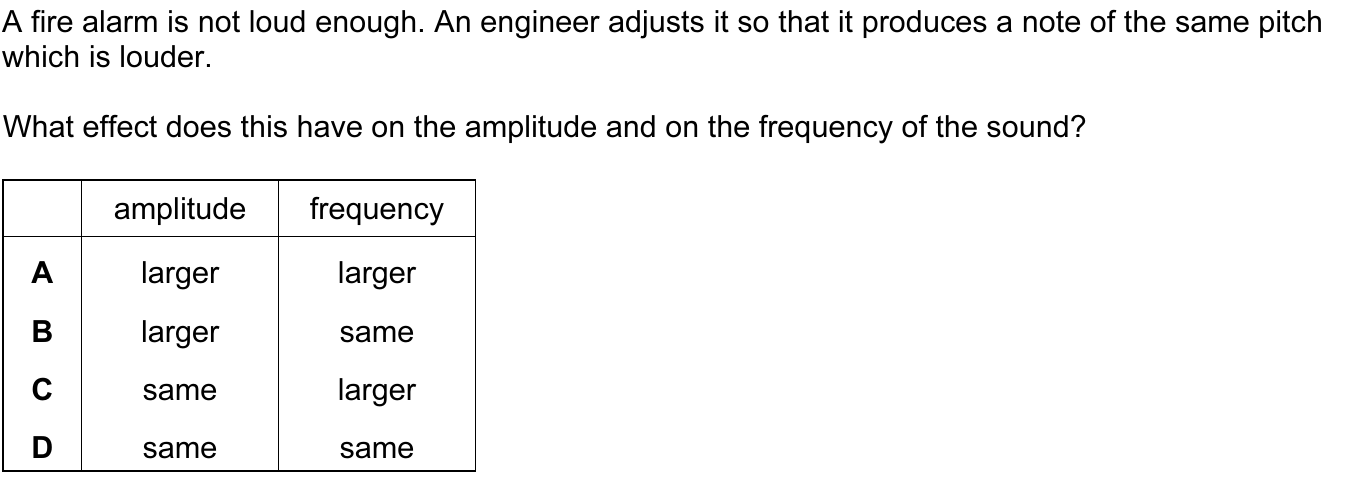 A fire alarm is not loud enough. An engineer adjusts it so that it produces a note of the same pitch
which is louder.
What effect does this have on the amplitude and on the frequency of the sound?
amplitude frequency
A larger larger
B larger same
C same larger
D same same